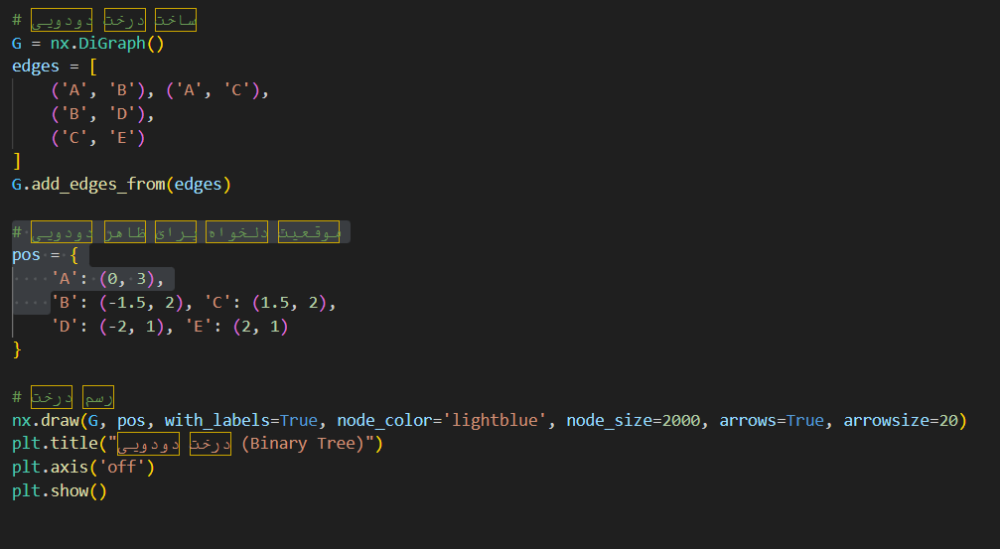 # ساخت درخت دودویی
G = nx.DiGraph()
edges = [
    ('A', 'B'), ('A', 'C'),
    ('B', 'D'),
    ('C', 'E')
]
G.add_edges_from(edges)
# موقعیت دلخواه برای ظاهر دودویی
pos = {
    'A': (0, 3),
    'B': (-1.5, 2), 'C': (1.5, 2),
    'D': (-2, 1), 'E': (2, 1)
}
# رسم درخت
nx.draw(G, pos, with_labels=True, node_color='lightblue', node_size=2000, arrows=True, arrowsize=20)
plt.title("درخت دودویی (Binary Tree)")
plt.axis('off')
plt.show()